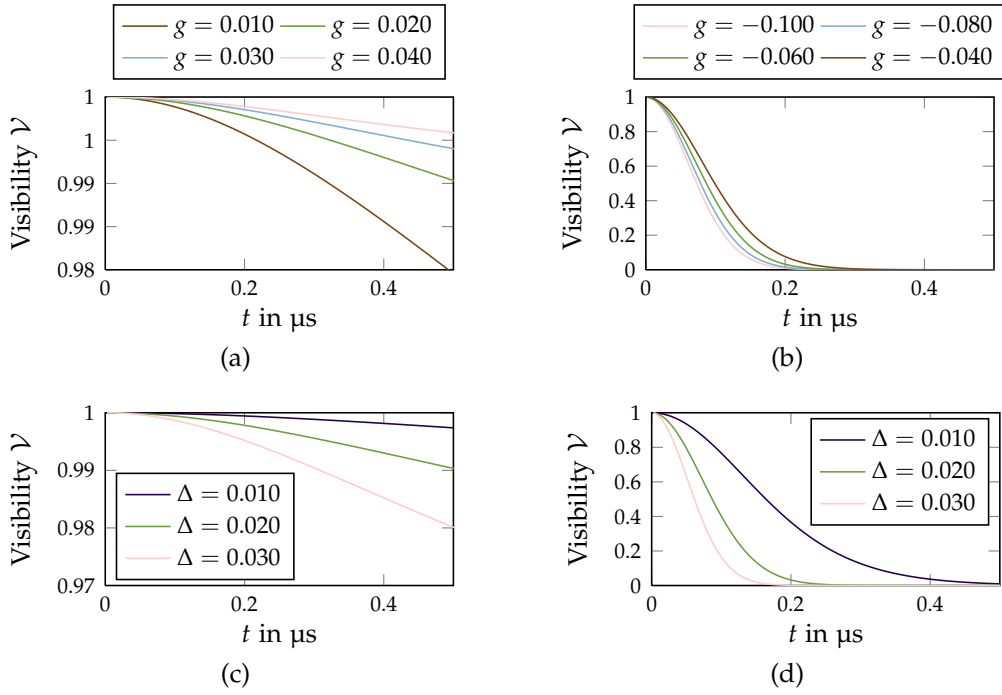 g = 0.010 g = 0.020
g = 0.030 g = 0.040
1
1
0.99
0.99
0.98
Visibility 𝒱
0 0.2 0.4
t in µs
(a)
g = −0.100 g = −0.080
g = −0.060 g = −0.040
1
0.8
0.6
0.4
0.2
0
Visibility 𝒱
0 0.2 0.4
t in µs
(b)
1
0.99
0.98
0.97
Visibility 𝒱
Δ = 0.010
Δ = 0.020
Δ = 0.030
0 0.2 0.4
t in µs
(c)
1
0.8
0.6
0.4
0.2
0
Visibility 𝒱
Δ = 0.010
Δ = 0.020
Δ = 0.030
0 0.2 0.4
t in µs
(d)